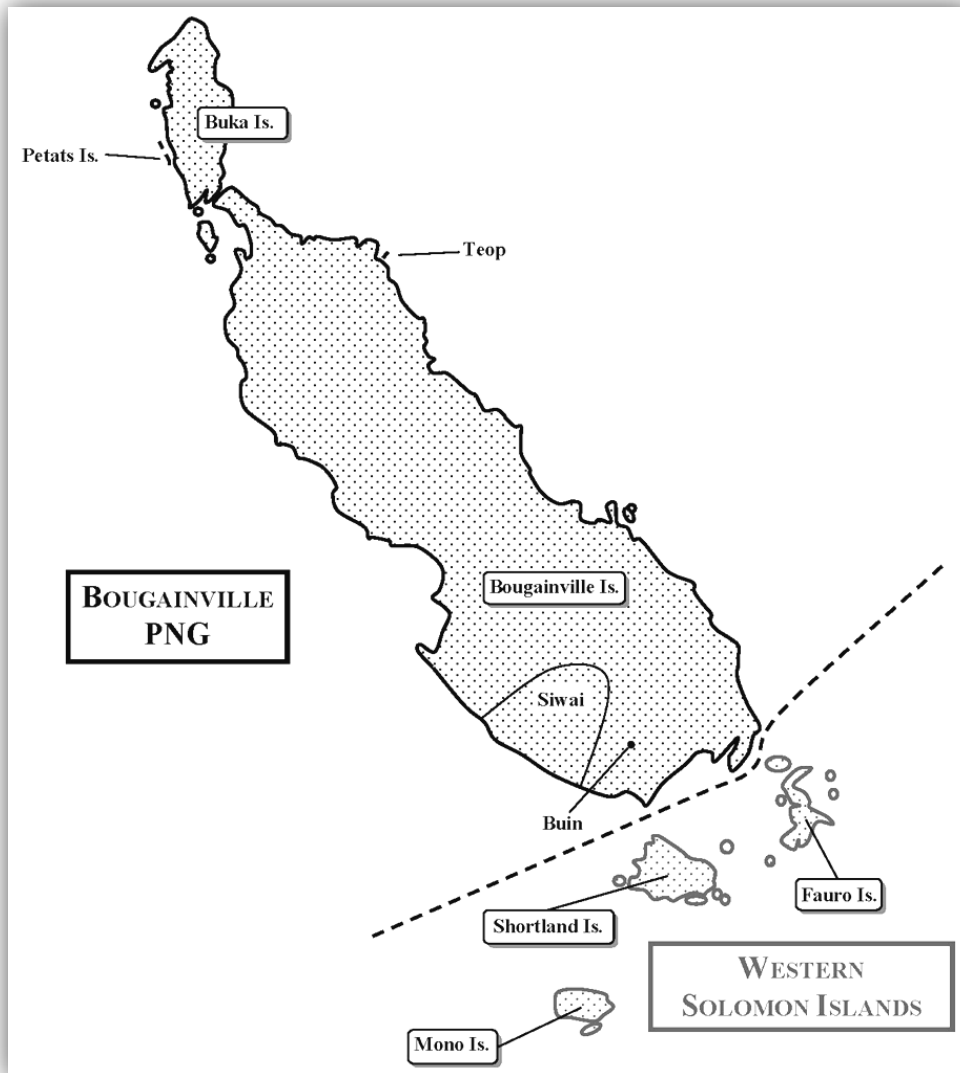 Buka Is.
Petats Is.
Teop
BOUGAINVILLE
PNG
Bougainville Is.
Siwai
Buin
Fauro Is.
Shortland Is.
WESTERN
SOLOMON ISLANDS
Mono Is.